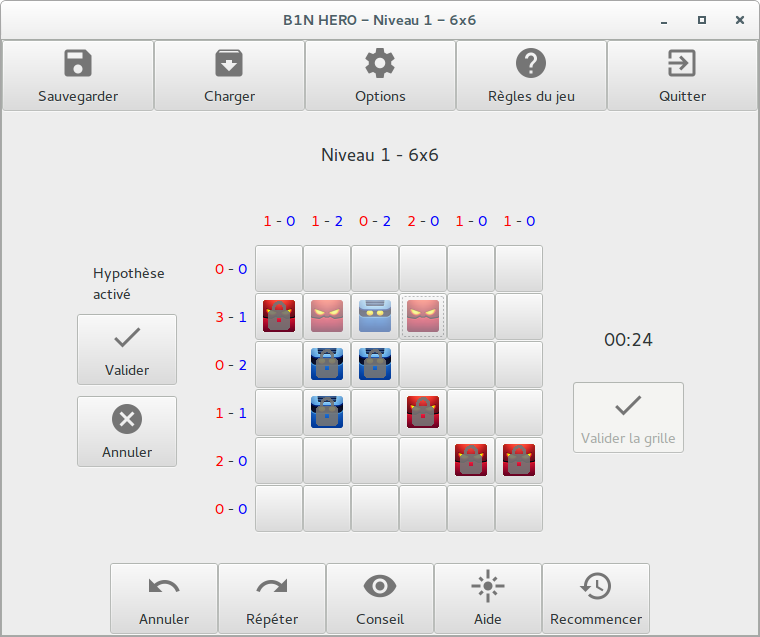 B1N HERO – Niveau 1 – 6x6
Sauvegarder Charger Options Règles du jeu Quitter
Niveau 1 - 6x6
1 - 0 1 - 2 0 - 2 2 - 0 1 - 0 1 - 0
0 - 0
3 - 1
0 - 2
1 - 1
2 - 0
0 - 0
Hypothèse
activé
Valider
Annuler
00:24
Valider la grille
Annuler Répéter Conseil Aide Recommencer